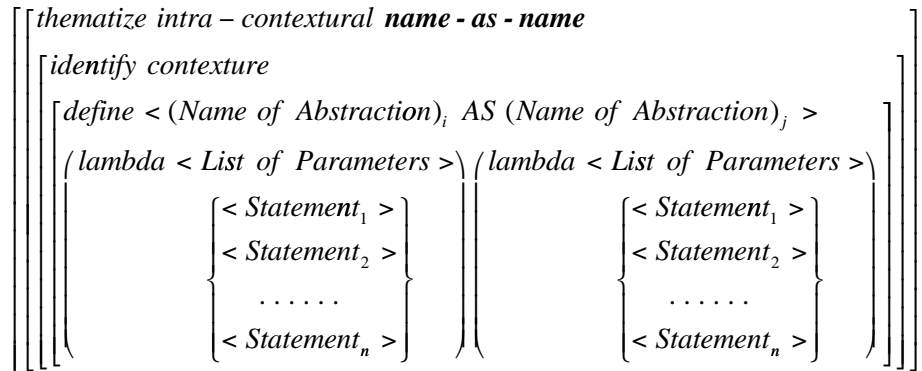 thematize intra – contextural name - as - name
identify contexture
define < (Name of Abstraction)i AS (Name of Abstraction)j >
(lambda < List of Parameters >) (lambda < List of Parameters >)
{< Statement1 > {< Statement1 >
< Statement2 > < Statement2 >
. . . . . . . . . . . .
< Statementn >} < Statementn >}